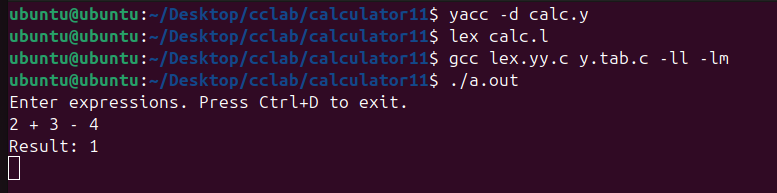 ubuntu@ubuntu:~/Desktop/cclab/calculator11$ yacc -d calc.y
ubuntu@ubuntu:~/Desktop/cclab/calculator11$ lex calc.l
ubuntu@ubuntu:~/Desktop/cclab/calculator11$ gcc lex.yy.c y.tab.c -ll -lm
ubuntu@ubuntu:~/Desktop/cclab/calculator11$ ./a.out
Enter expressions. Press Ctrl+D to exit.
2 + 3 - 4
Result: 1